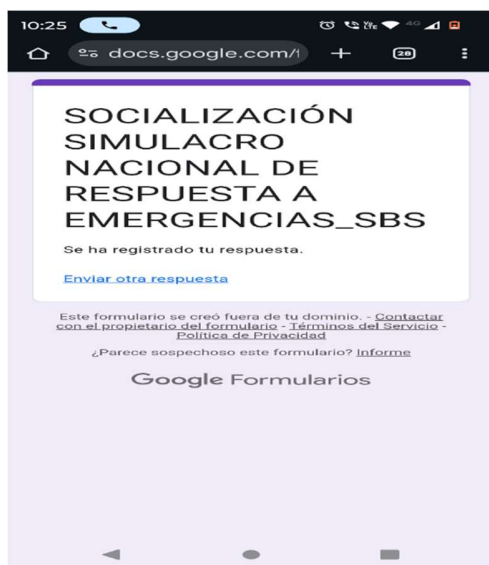 10:25 4G
docs.google.com/f 28
SOCIALIZACIÓN
SIMULACRO
NACIONAL DE
RESPUESTA A
EMERGENCIAS_SBS
Se ha registrado tu respuesta.
Enviar otra respuesta
Este formulario se creó fuera de tu dominio. - Contactar
con el propietario del formulario - Términos del Servicio -
Política de Privacidad
¿Parece sospechoso este formulario? Informe
Google Formularios